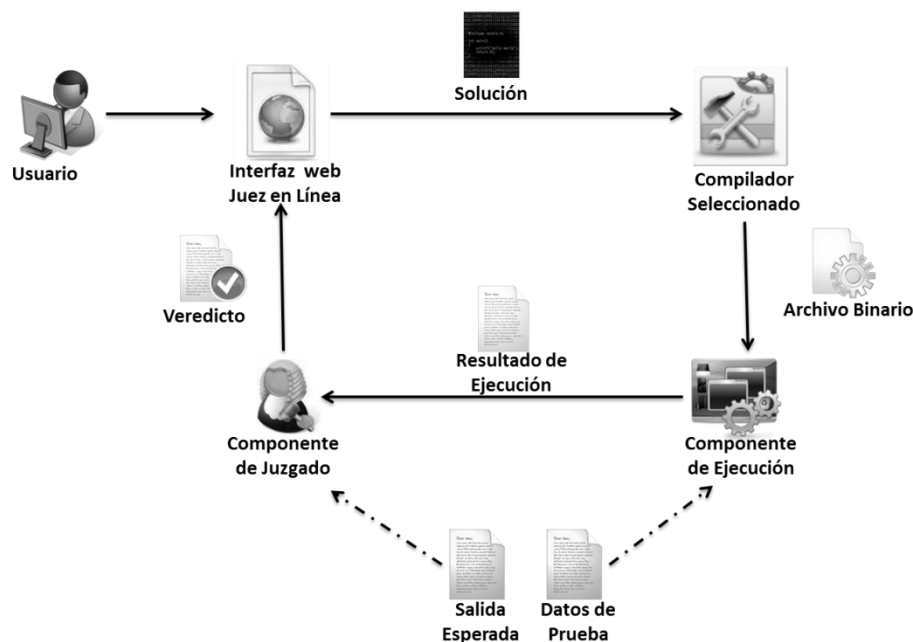 Solución
Usuario
Interfaz web
Juez en Línea
Compilador
Seleccionado
Veredicto
Archivo Binario
Resultado de
Ejecución
Componente
de Juzgado
Componente
de Ejecución
Salida
Esperada
Datos de
Prueba